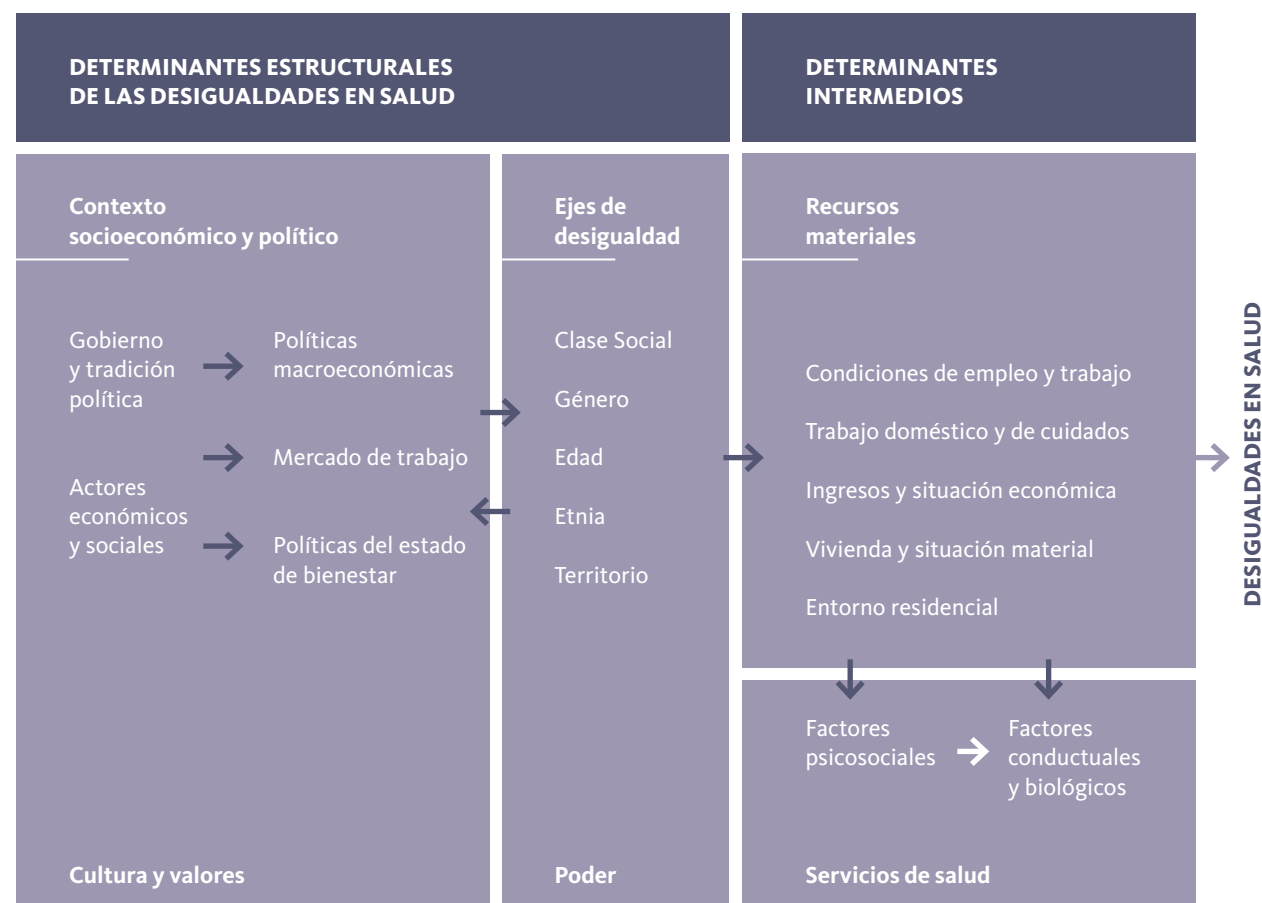 DETERMINANTES ESTRUCTURALES
DE LAS DESIGUALDADES EN SALUD
Contexto
socioeconómico y político
Gobierno
y tradición
política
Actores
económicos
y sociales
Políticas
macroeconómicas
Mercado de trabajo
Políticas del estado
de bienestar
Cultura y valores
Ejes de
desigualdad
Clase Social
Género
Edad
Etnia
Territorio
Poder
DETERMINANTES
INTERMEDIOS
Recursos
materiales
Condiciones de empleo y trabajo
Trabajo doméstico y de cuidados
Ingresos y situación económica
Vivienda y situación material
Entorno residencial
Factores
psicosociales
Factores
conductuales
y biológicos
Servicios de salud
DESIGUALDADES EN SALUD